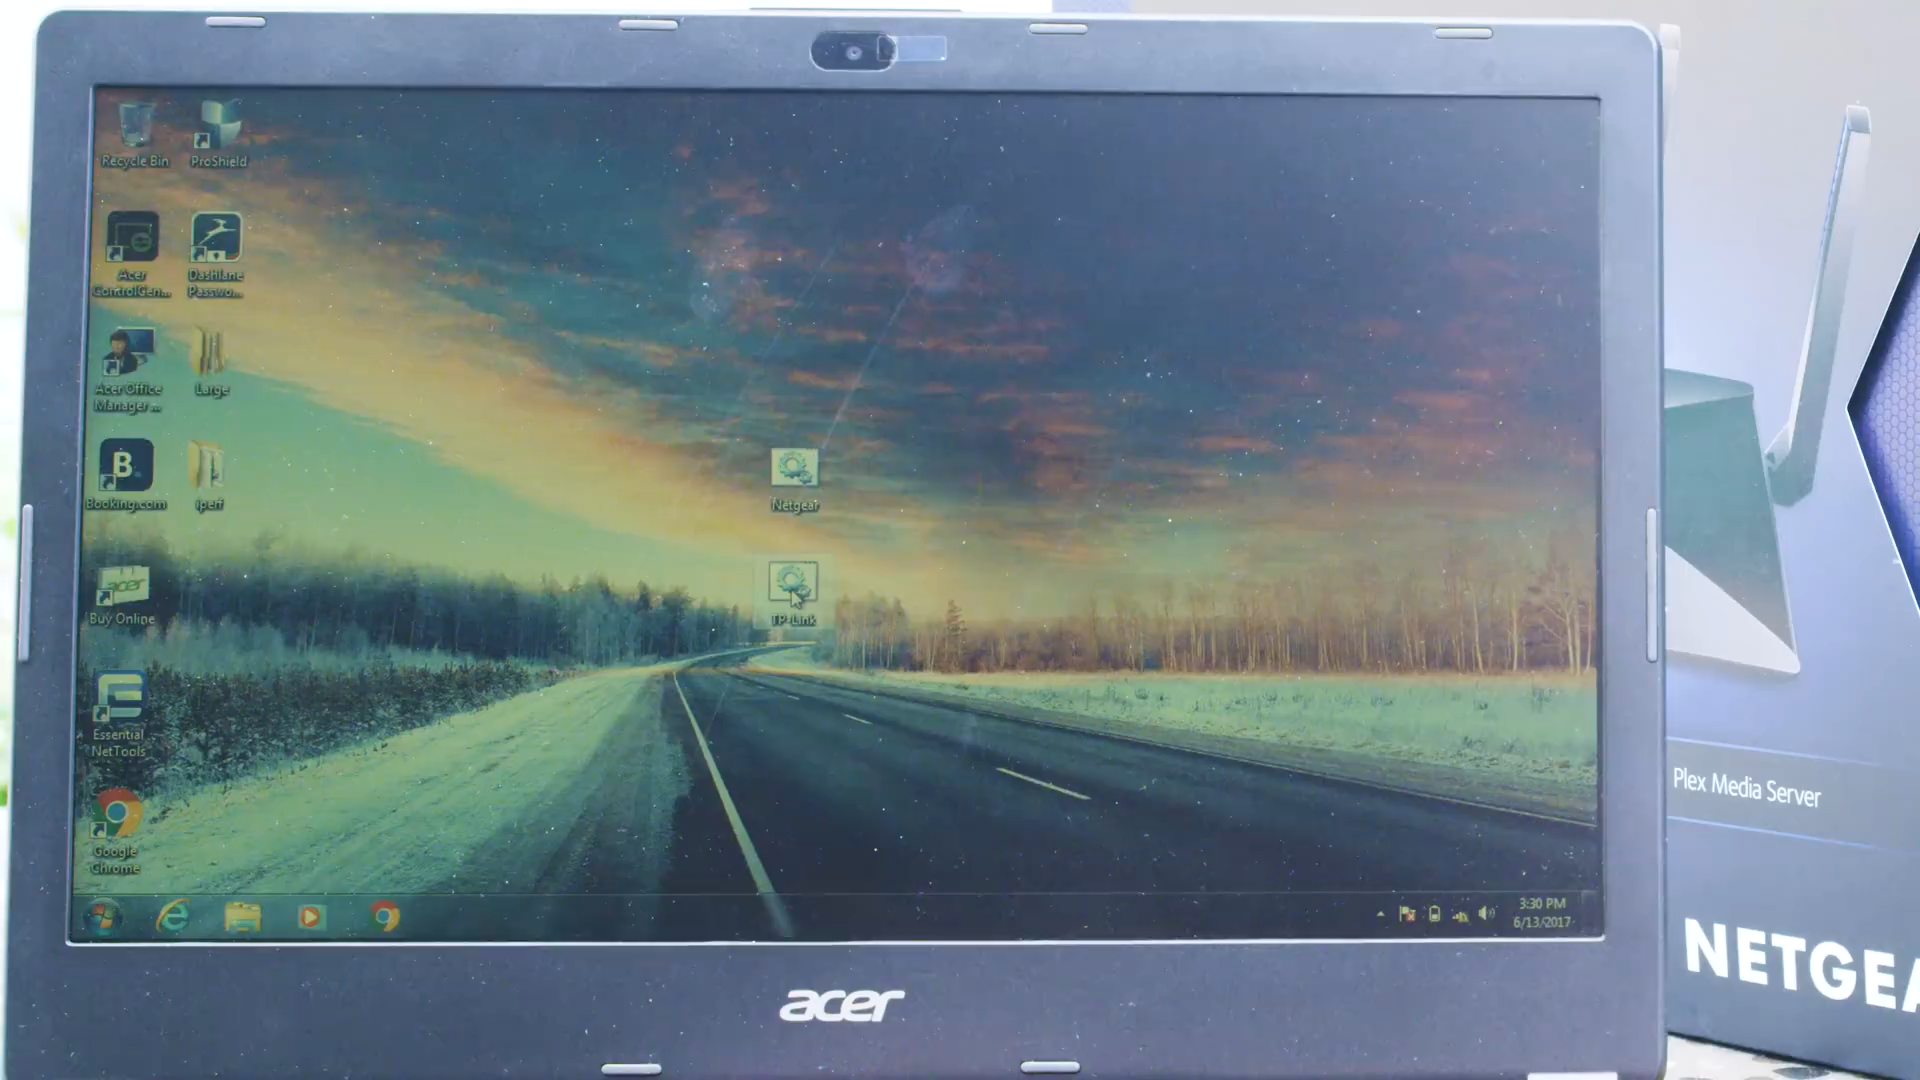 Recycle Bin
ProShield
Acer
ControlCen...
Dashlane
Passwo...
Acer Office
Manager ...
Large
B.
Booking.com
iperf
Netgear
acer
Buy Online
TP-Link
Essential
NetTools
Google
Chrome
3:30 PM
6/13/2017
acer
Plex Media Server
NETGEA